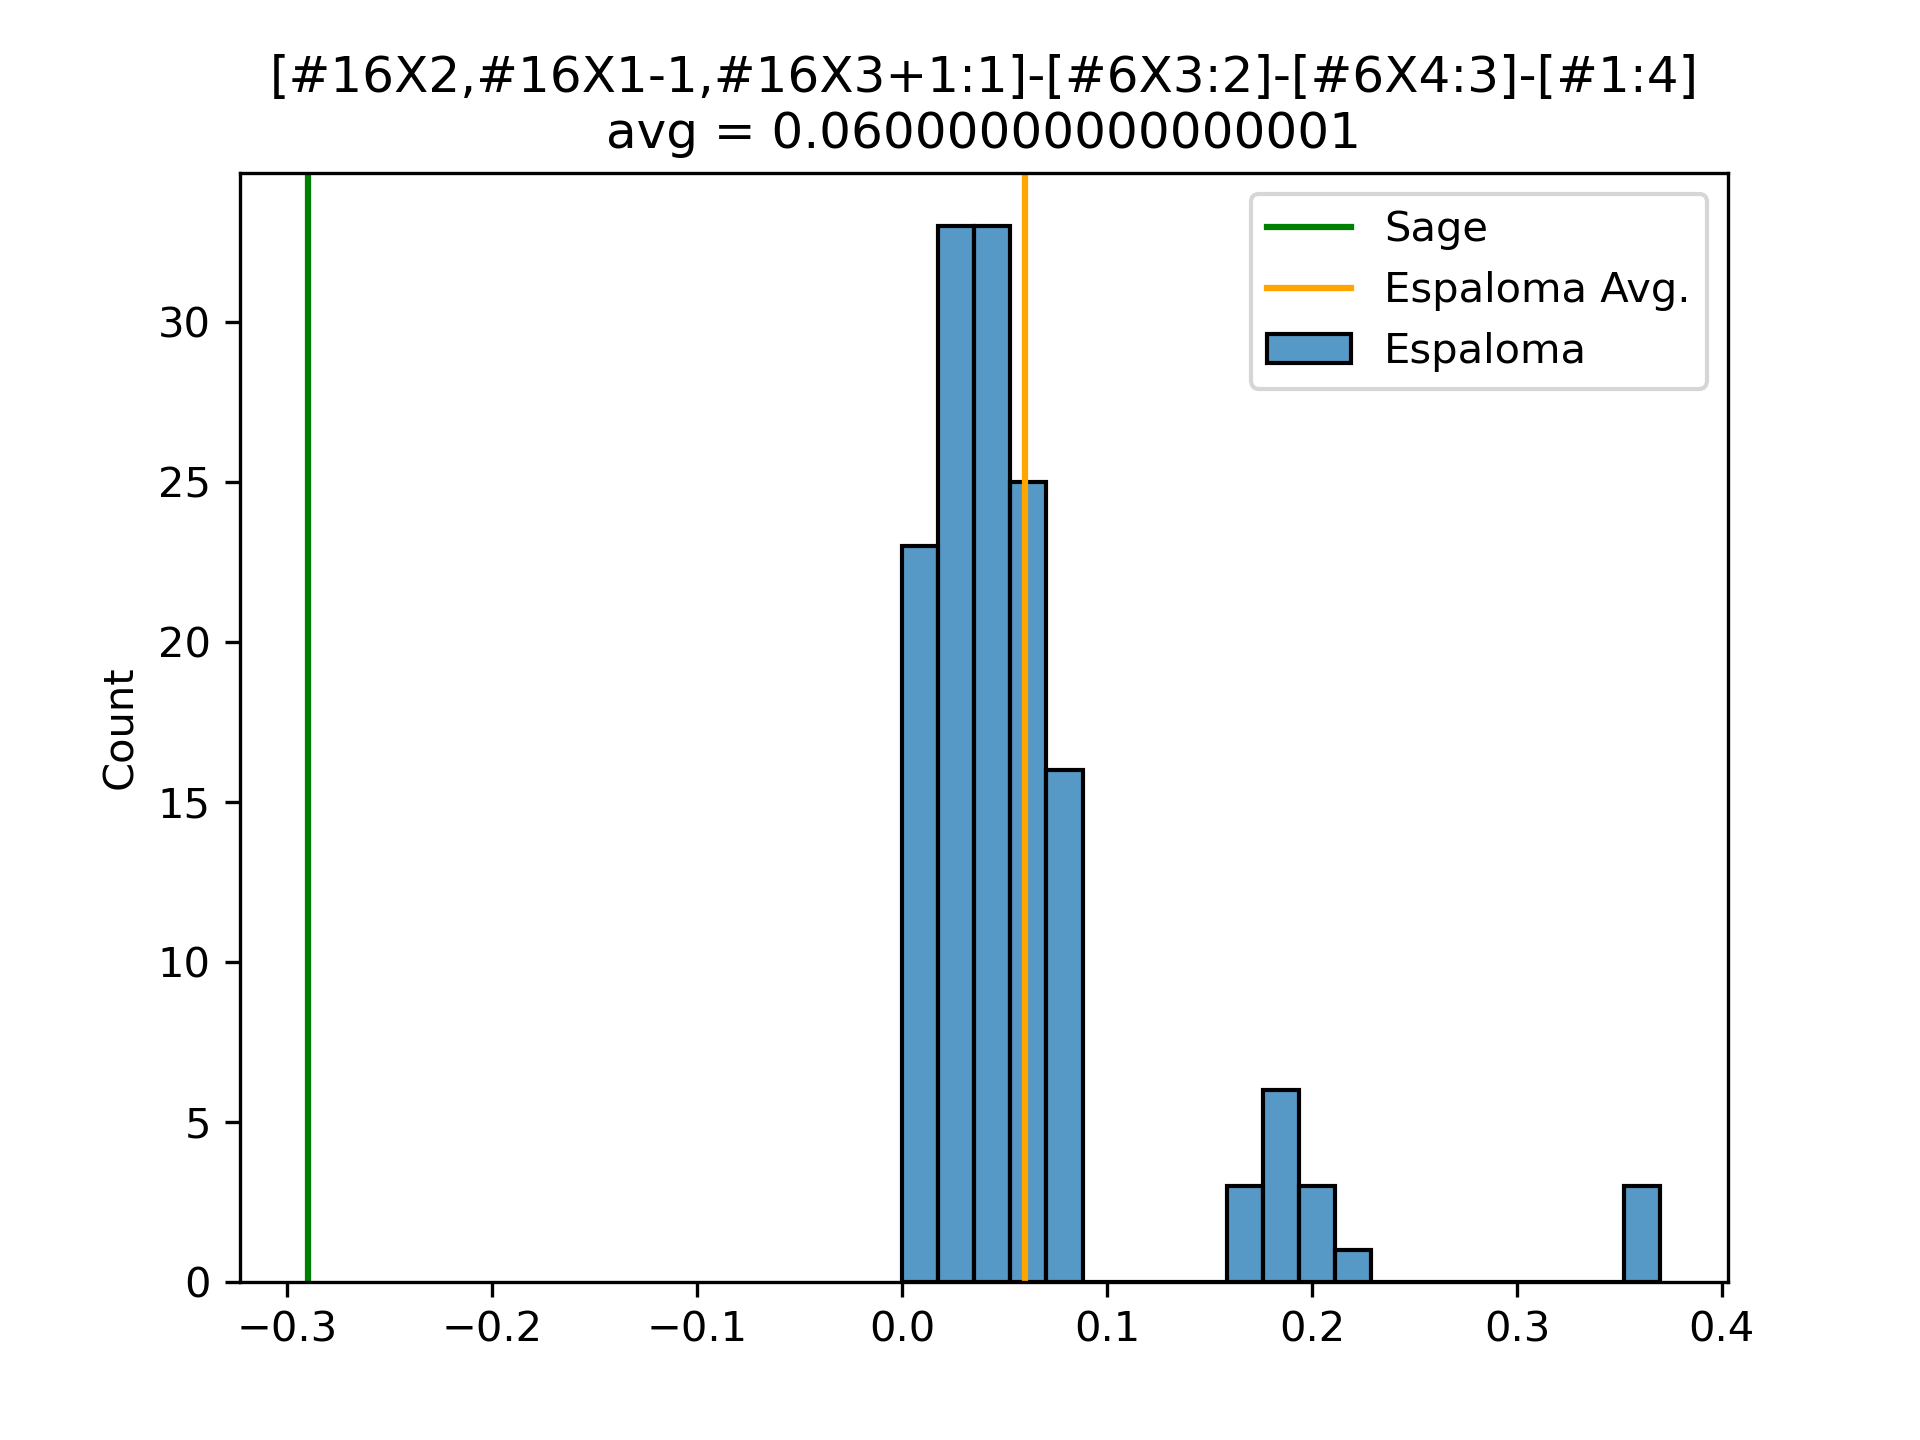 [#16X2,#16X1-1,#16X3+1:1]-[#6X3:2]-[#6X4:3]-[#1:4]
avg = 0.06000000000000001
Sage
Espaloma Avg.
Espaloma
Count
30
25
20
15
10
5
0
−0.3 −0.2 −0.1 0.0 0.1 0.2 0.3 0.4